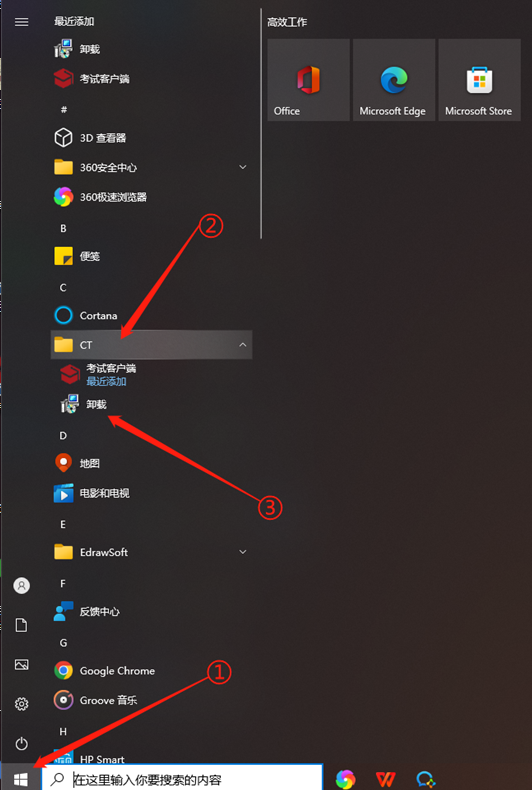 最近添加
卸载
考试客户端
#
3D 查看器
360安全中心
360极速浏览器
B
便笺
C
Cortana
CT
考试客户端
最近添加
卸载
D
地图
电影和电视
E
EdrawSoft
F
反馈中心
G
Google Chrome
Groove 音乐
H
HP Smart
在这里输入你要搜索的内容
高效工作
Office
Microsoft Edge
Microsoft Store
②
③
①